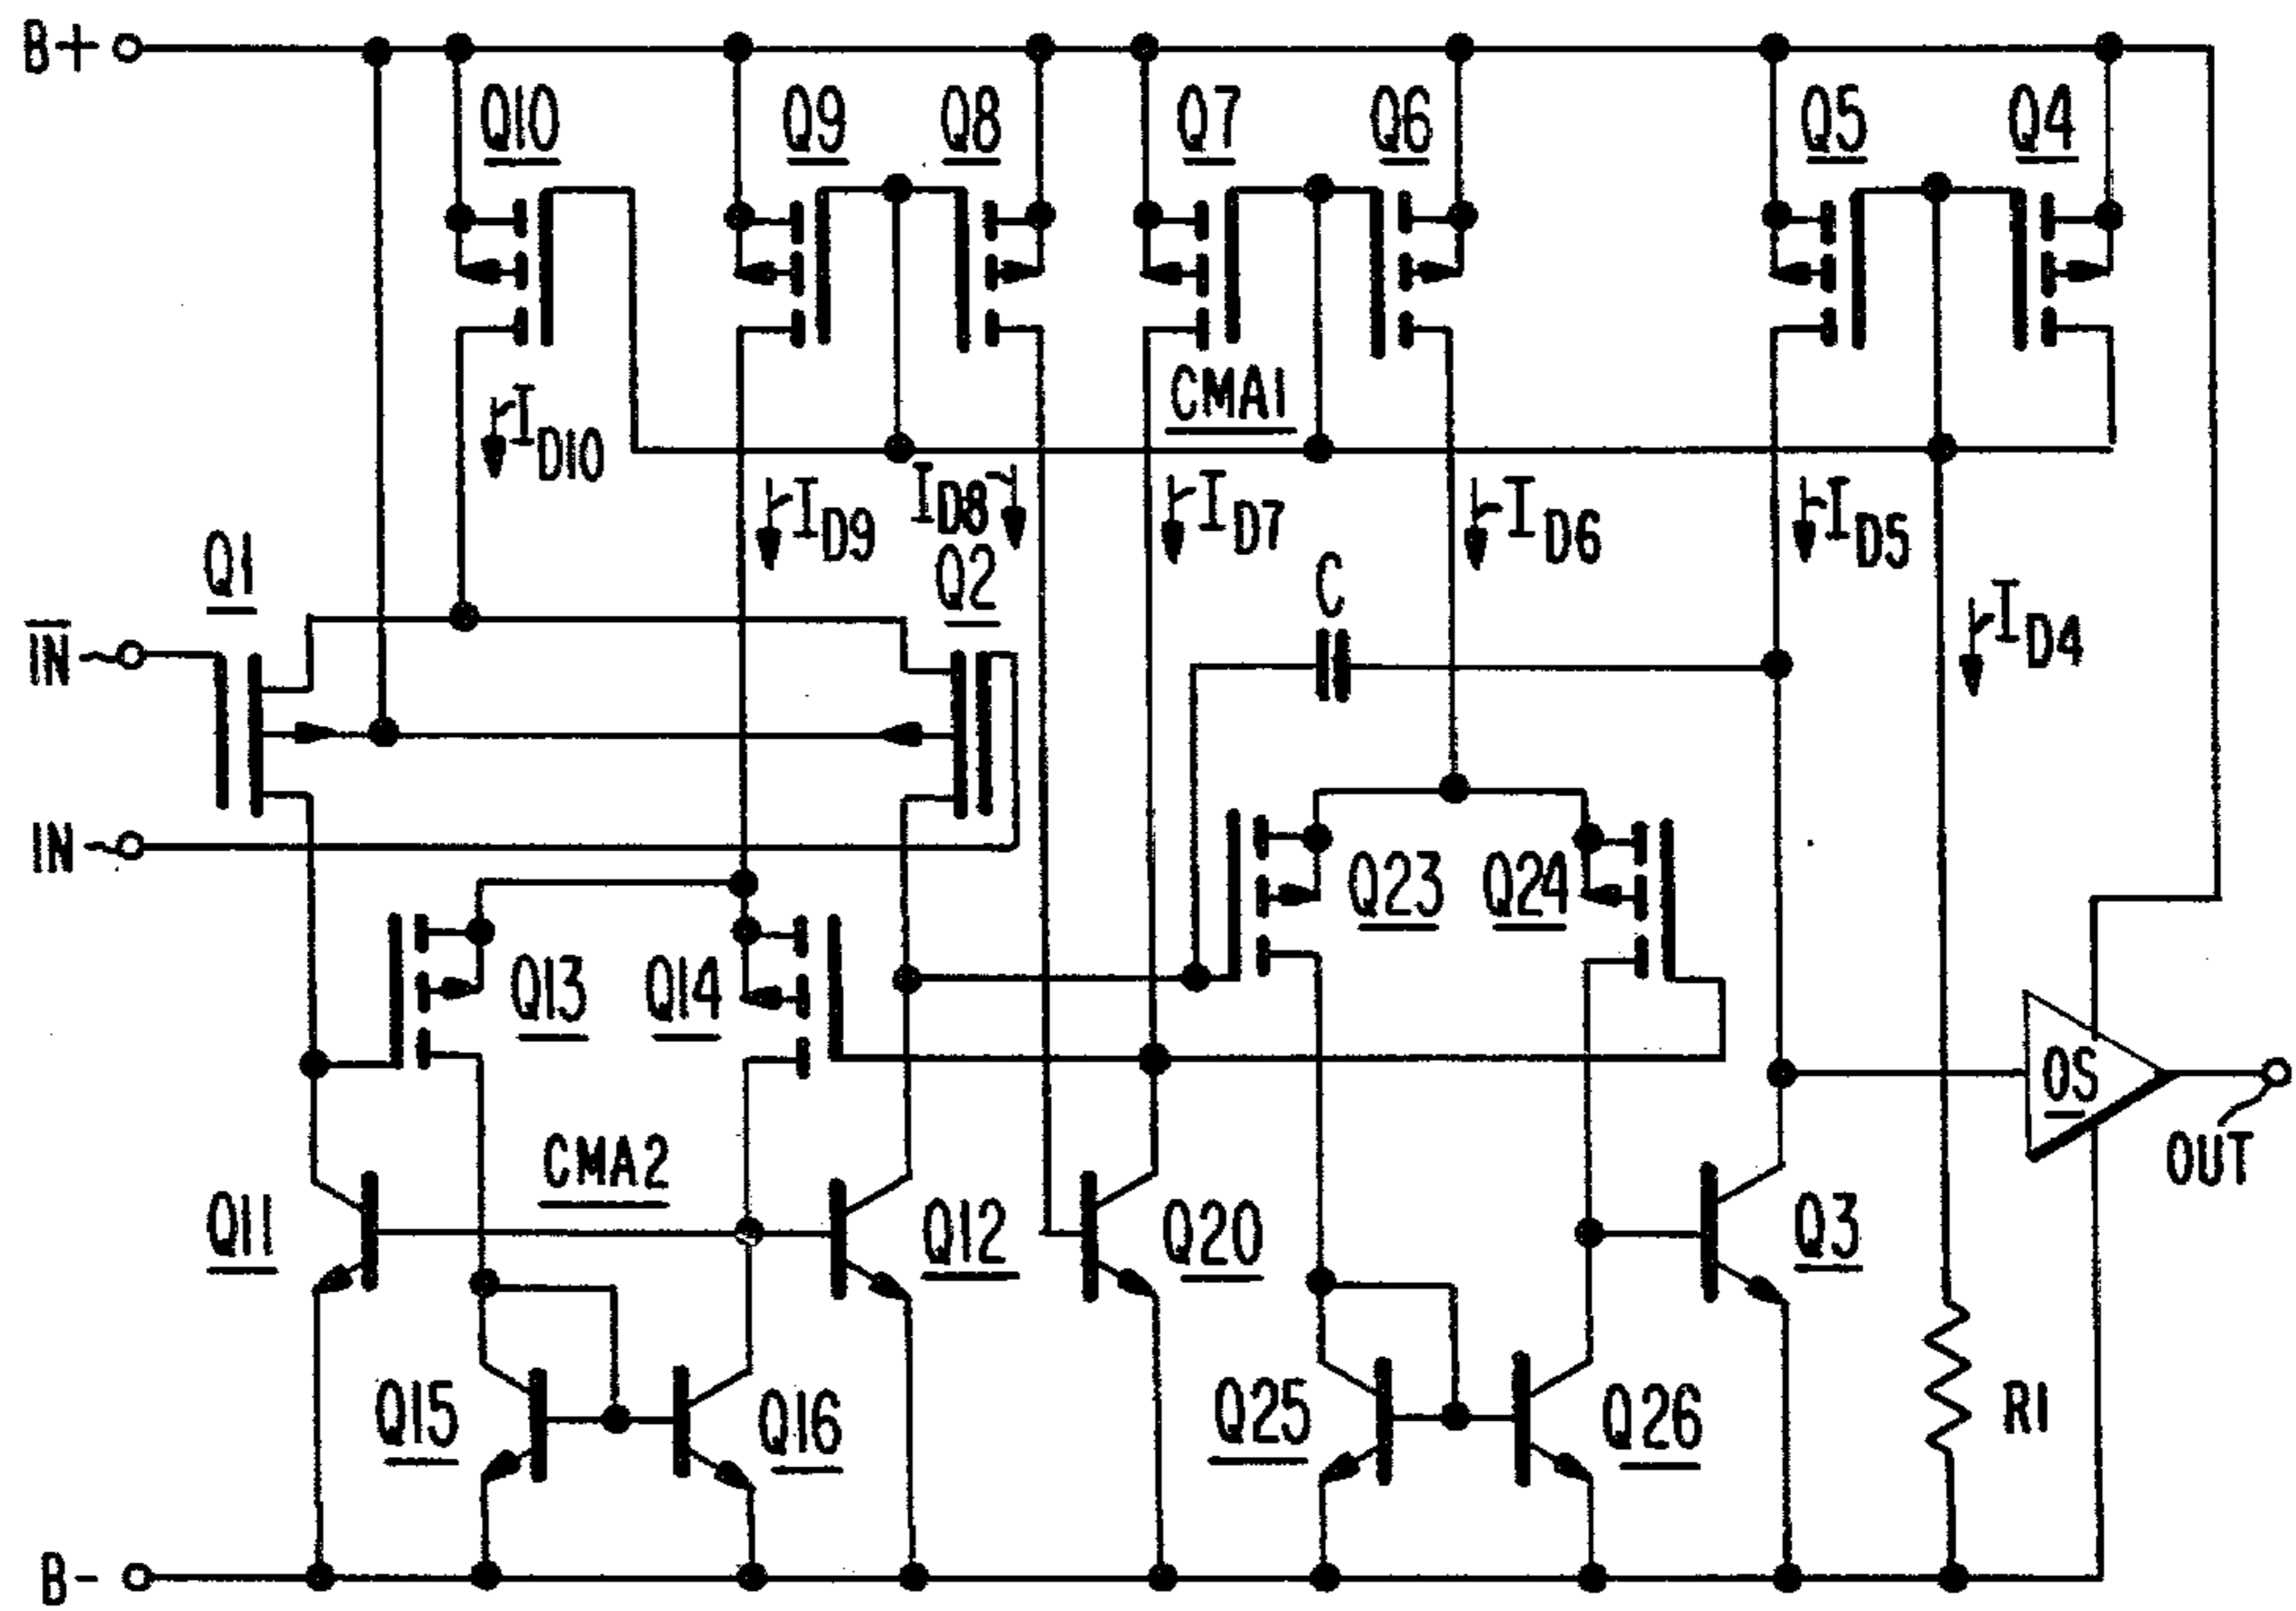 B+
Q10
Q9
Q8
Q7
Q6
Q5
Q4
CMA1
ID10
ID9
ID8
ID7
ID6
ID5
ID4
Q1
Q2
C
IN
IN
Q13
Q14
Q23
Q24
OS
OUT
CMA2
Q11
Q12
Q20
Q3
Q15
Q16
Q25
Q26
R1
B-